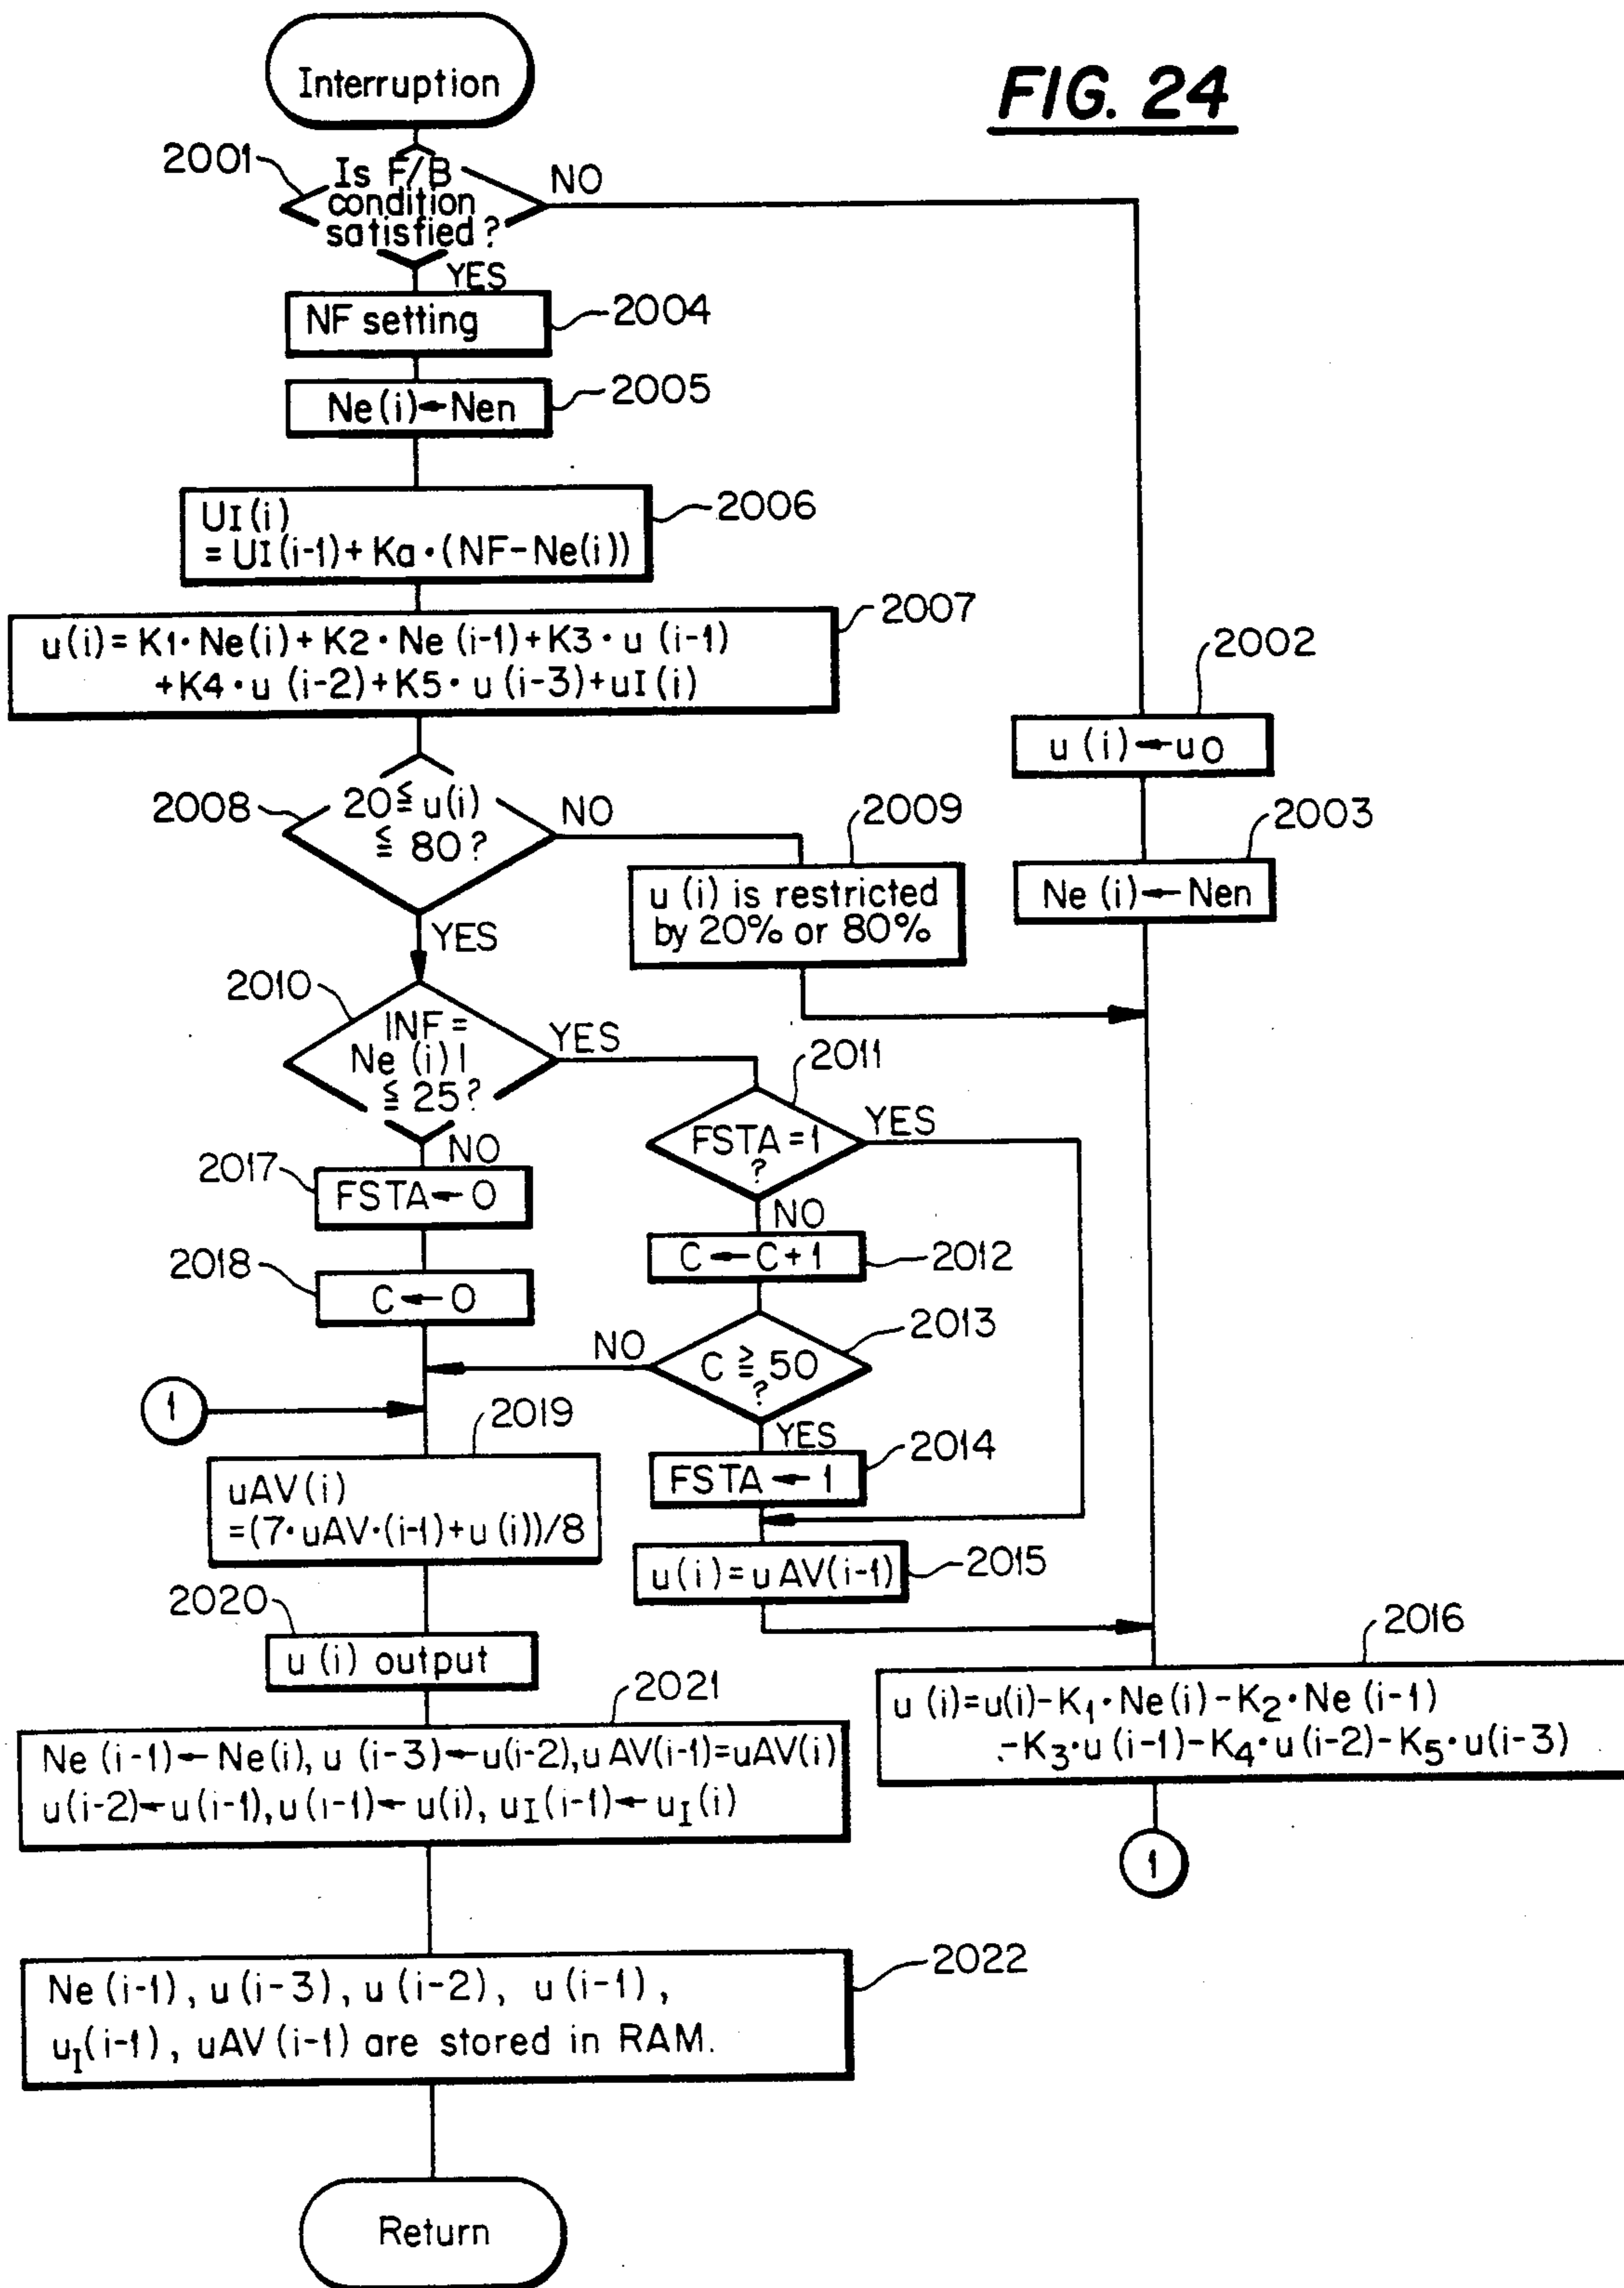 FIG. 24
Interruption
2001
Is F/B
condition
satisfied?
NO
YES
NF setting
2004
Ne(i)←Nen
2005
UI(i)
=UI(i-1)+Ka·(NF-Ne(i))
2006
u(i)=K1·Ne(i)+K2·Ne(i-1)+K3·u(i-1)
+K4·u(i-2)+K5·u(i-3)+uI(i)
2007
2002
u(i)←u0
2003
Ne(i)←Nen
2008
20≦u(i)
≦80?
NO
YES
2009
u(i) is restricted
by 20% or 80%
2010
INF=
Ne(i)|
≦25?
YES
NO
2011
FSTA=1
?
YES
NO
2017
FSTA←0
2012
C←C+1
2018
C←0
2013
C≧50
?
NO
YES
1
2014
FSTA←1
2019
uAV(i)
=(7·uAV·(i-1)+u(i))/8
2015
u(i)=uAV(i-1)
2020
u(i) output
2016
u(i)=u(i)-K1·Ne(i)-K2·Ne(i-1)
-K3·u(i-1)-K4·u(i-2)-K5·u(i-3)
1
2021
Ne(i-1)←Ne(i), u(i-3)←u(i-2), uAV(i-1)=uAV(i)
u(i-2)←u(i-1), u(i-1)←u(i), uI(i-1)←uI(i)
2022
Ne(i-1), u(i-3), u(i-2), u(i-1),
uI(i-1), uAV(i-1) are stored in RAM.
Return